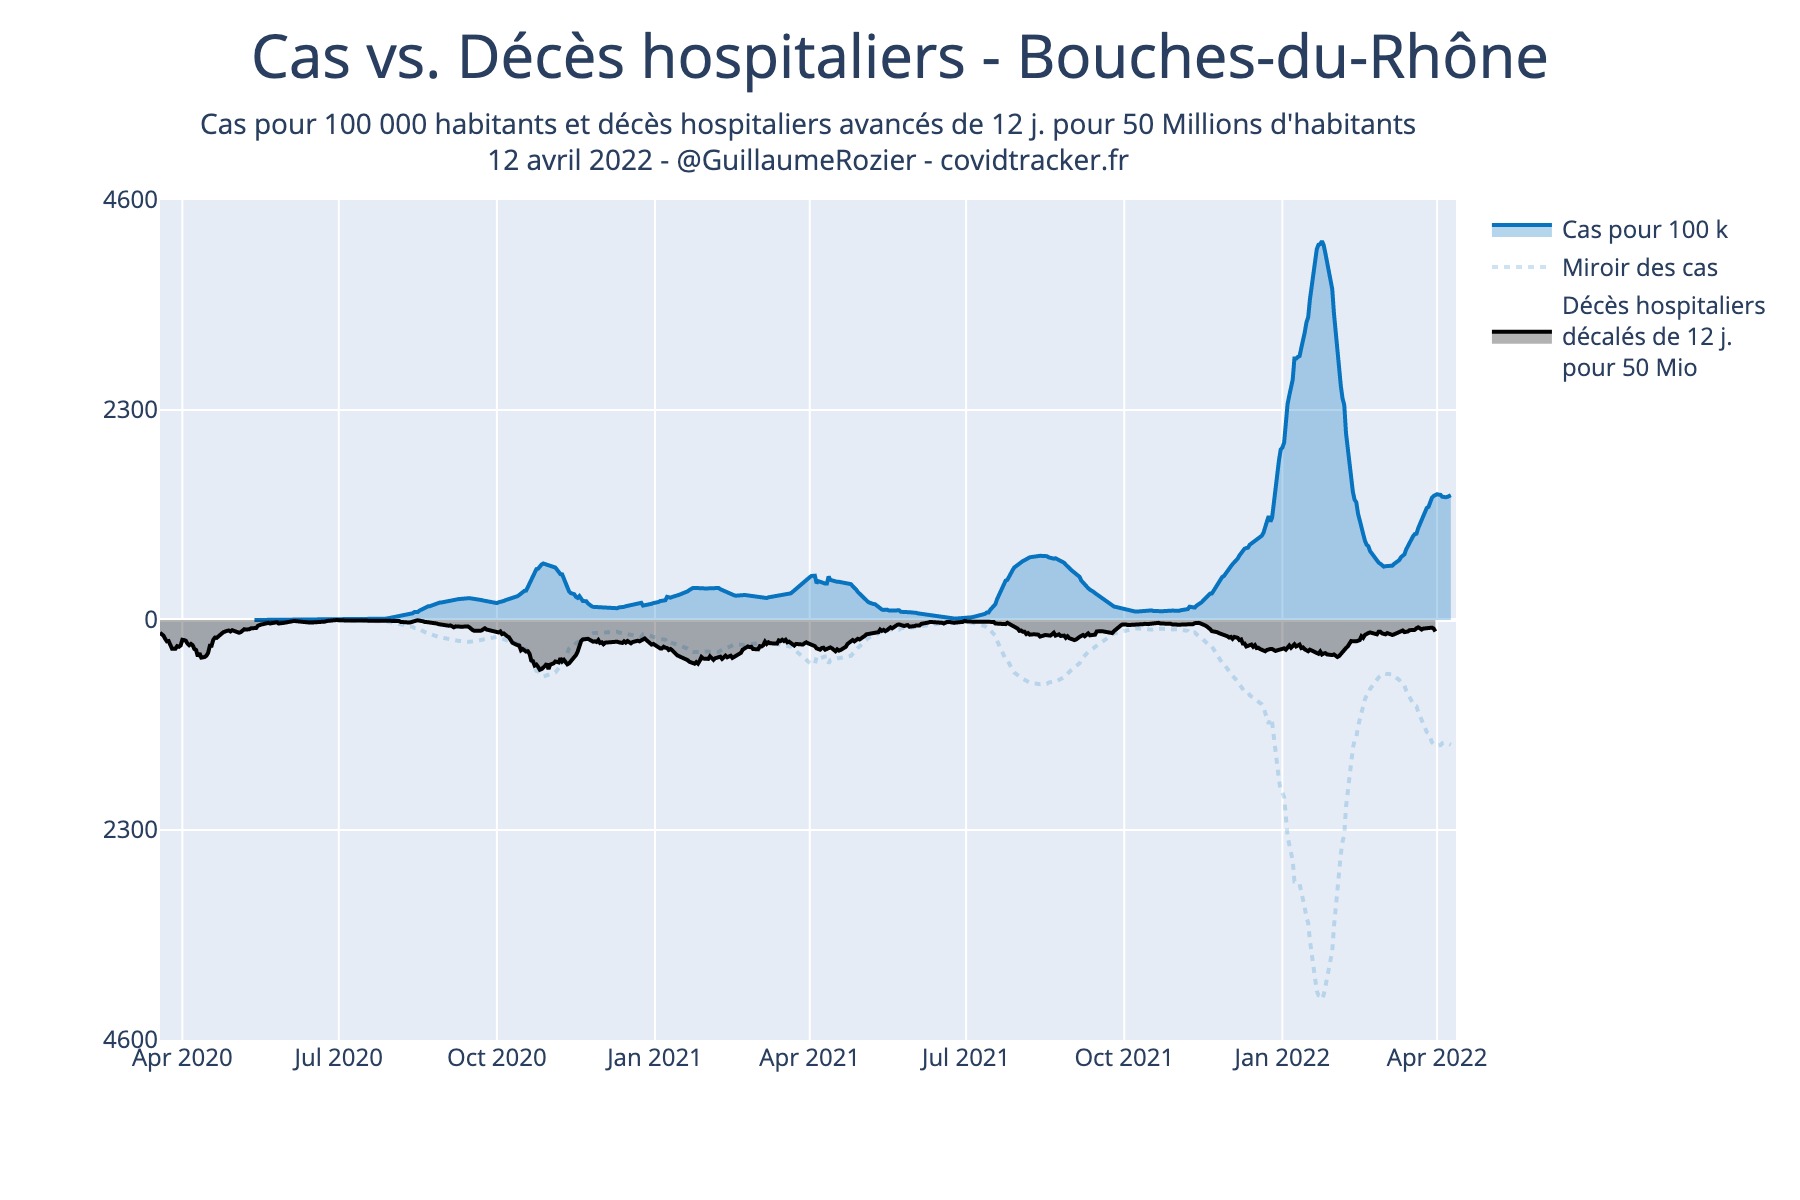 Cas vs. Décès hospitaliers - Bouches-du-Rhône
Cas pour 100 000 habitants et décès hospitaliers avancés de 12 j. pour 50 Millions d'habitants
12 avril 2022 - @GuillaumeRozier - covidtracker.fr
4600
2300
0
2300
4600
Apr 2020
Jul 2020
Oct 2020
Jan 2021
Apr 2021
Jul 2021
Oct 2021
Jan 2022
Apr 2022
Cas pour 100 k
Miroir des cas
Décès hospitaliers
décalés de 12 j.
pour 50 Mio